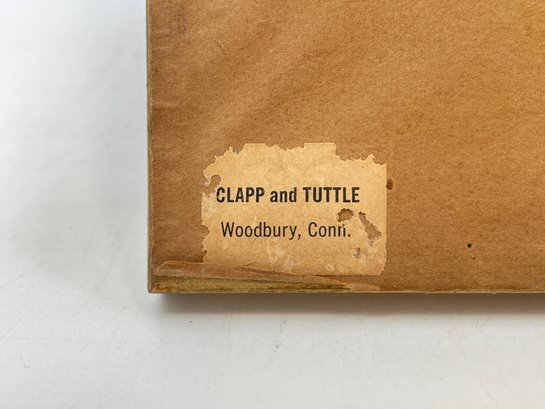 CLAPP and TUTTLE
Woodbury, Conn.